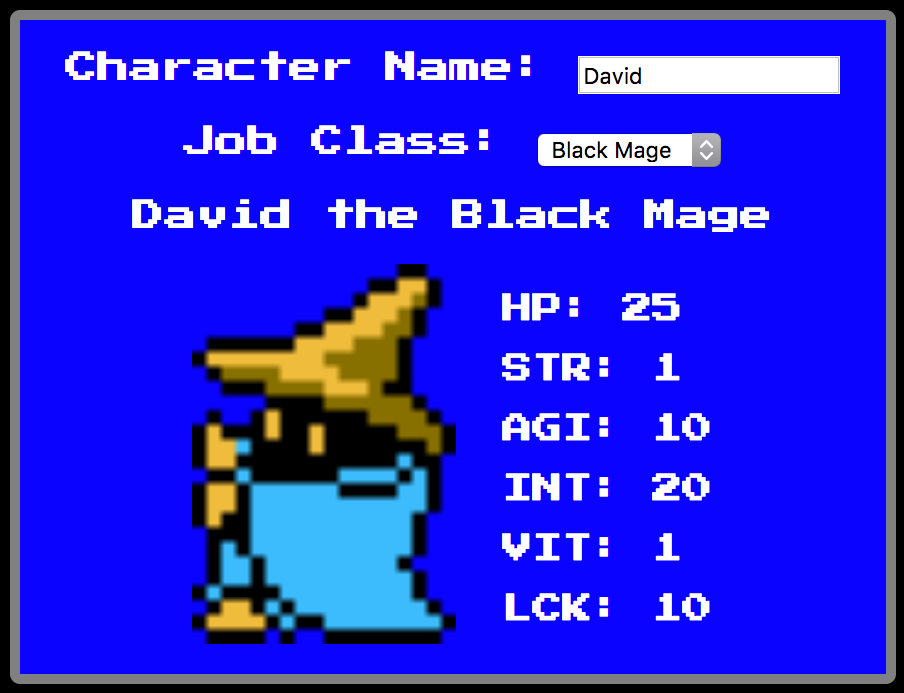 Character Name: David
Job Class: Black Mage
David the Black Mage
HP: 25
STR: 1
AGI: 10
INT: 20
VIT: 1
LCK: 10